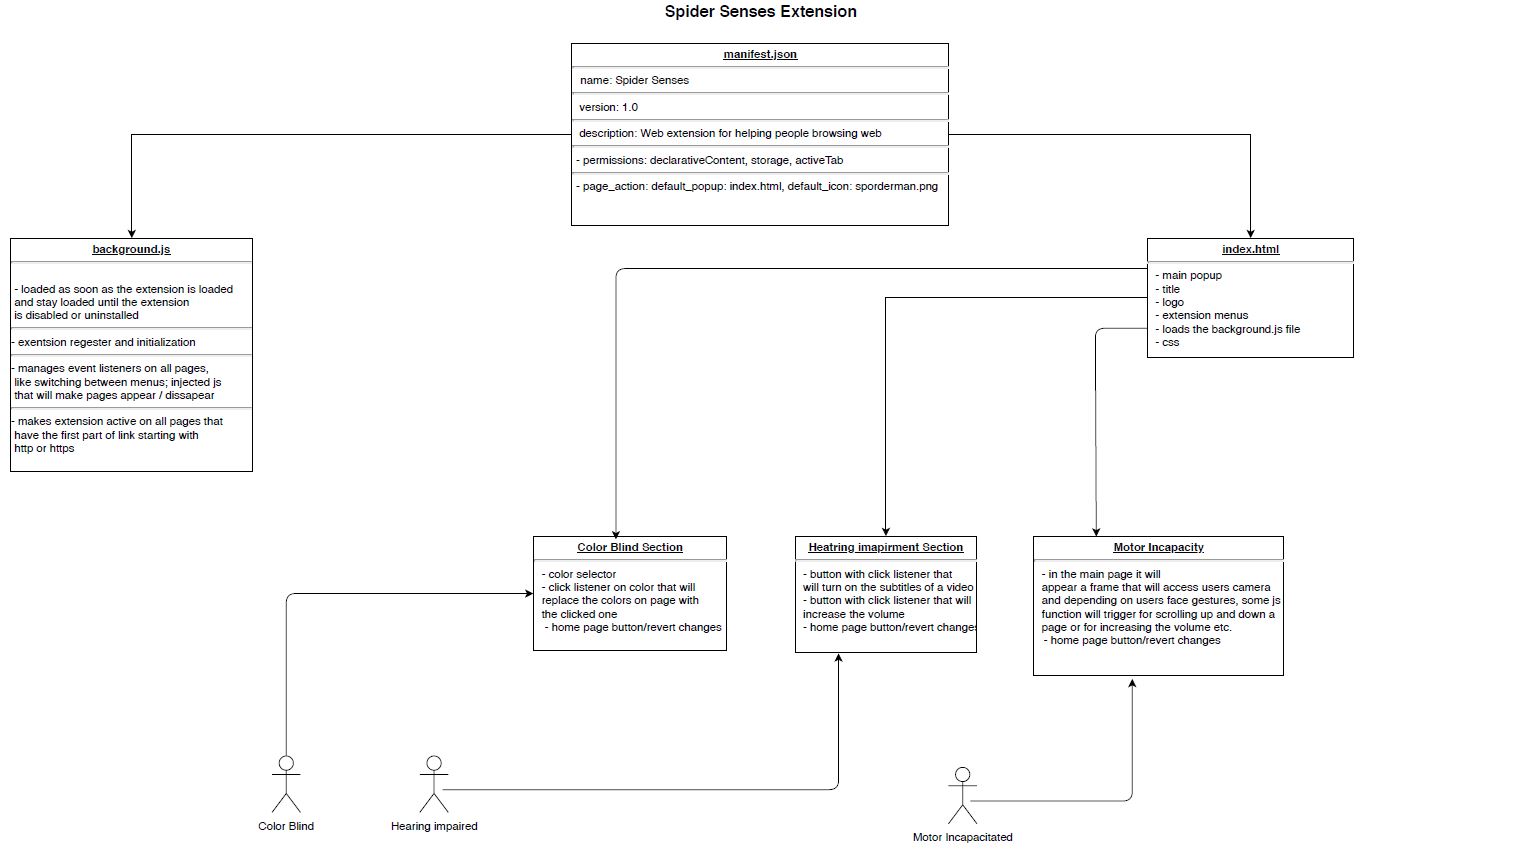 Spider Senses Extension
manifest.json
name: Spider Senses
version: 1.0
description: Web extension for helping people browsing web
- permissions: declarativeContent, storage, activeTab
- page_action: default_popup: index.html, default_icon: sporderman.png
background.js
- loaded as soon as the extension is loaded
and stay loaded until the extension
is disabled or uninstalled
- exentsion regester and initialization
- manages event listeners on all pages,
like switching between menus; injected js
that will make pages appear / dissapear
- makes extension active on all pages that
have the first part of link starting with
http or https
index.html
- main popup
- title
- logo
- extension menus
- loads the background.js file
- css
Color Blind Section
- color selector
- click listener on color that will
replace the colors on page with
the clicked one
- home page button/revert changes
Heatring imapirment Section
- button with click listener that
will turn on the subtitles of a video
- button with click listener that will
increase the volume
- home page button/revert changes
Motor Incapacity
- in the main page it will
appear a frame that will access users camera
and depending on users face gestures, some js
function will trigger for scrolling up and down a
page or for increasing the volume etc.
- home page button/revert changes
Color Blind
Hearing impaired
Motor Incapacitated